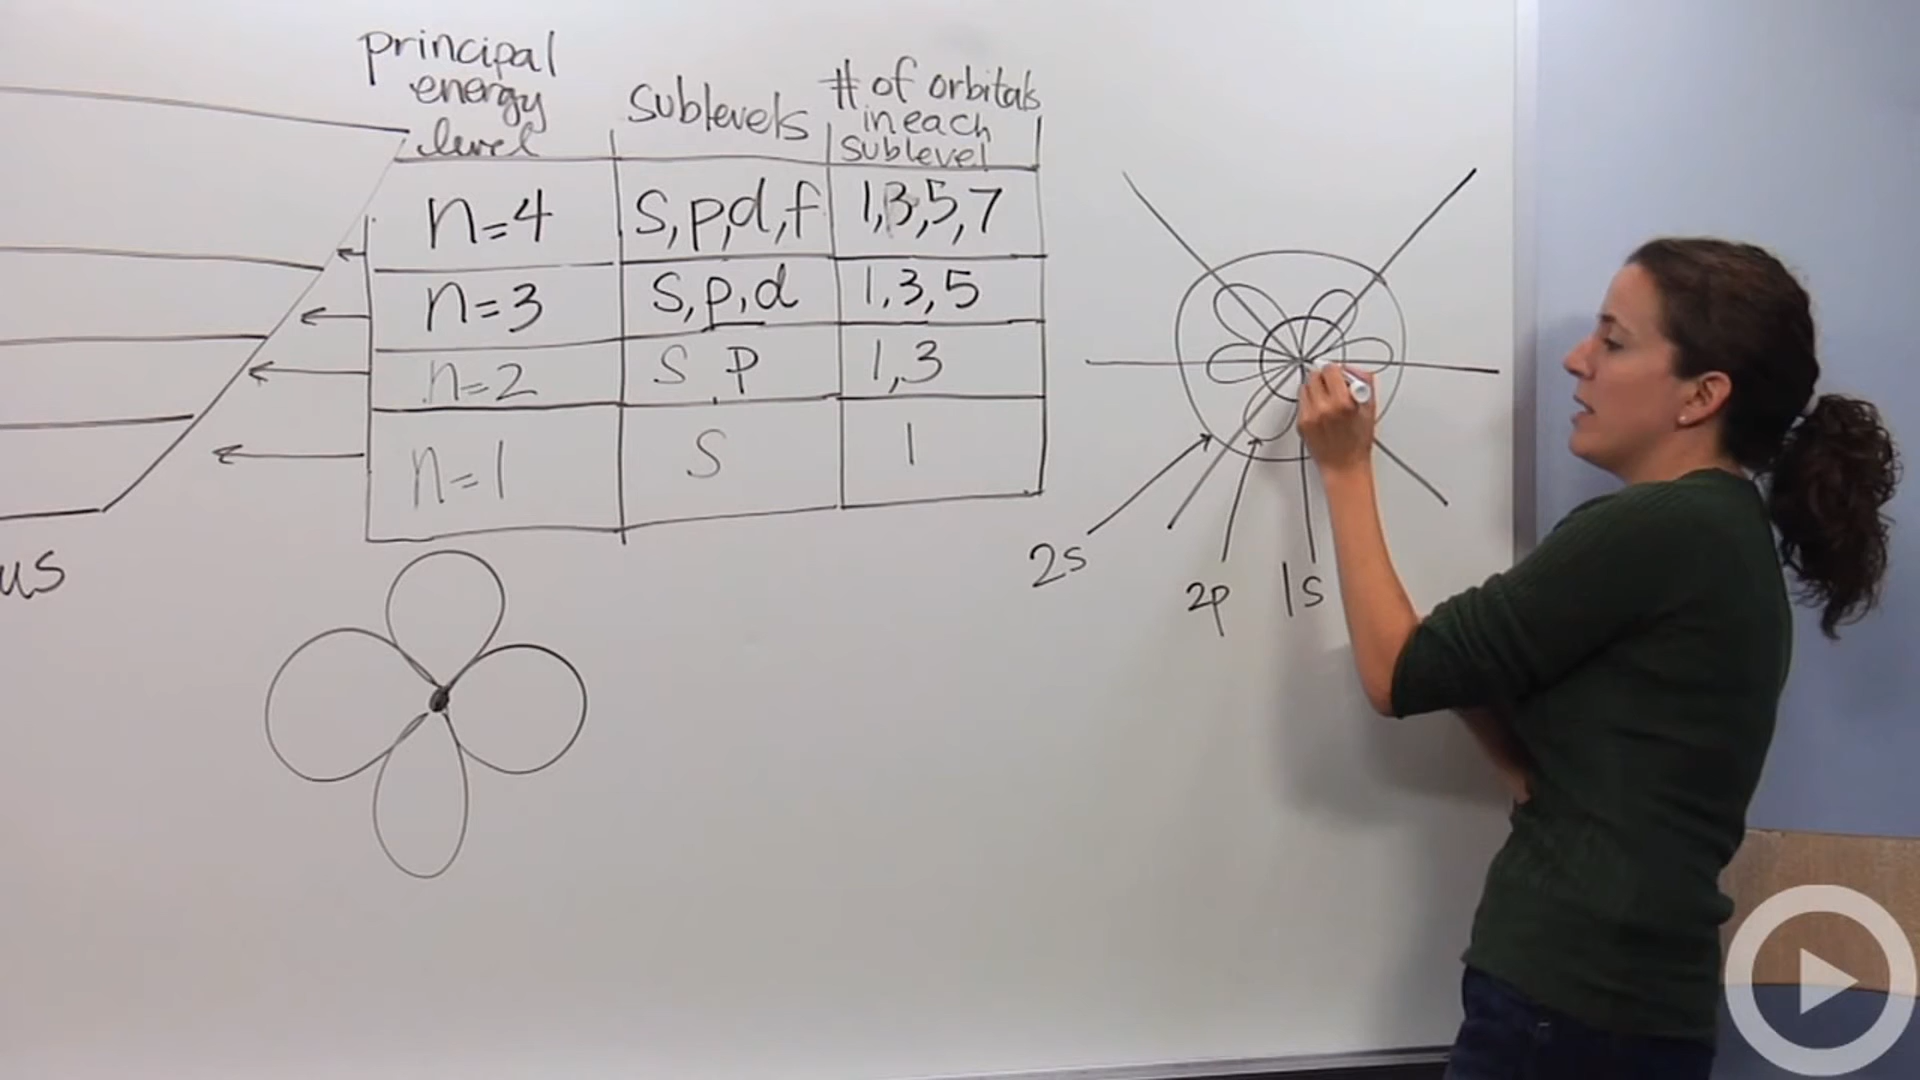 principal
energy
level
sublevels
# of orbitals
in each
sublevel
n=4
s,p,d,f
1,3,5,7
n=3
s,p,d
1,3,5
n=2
s p
1,3
n=1
s
1
us
2s
2p
1s